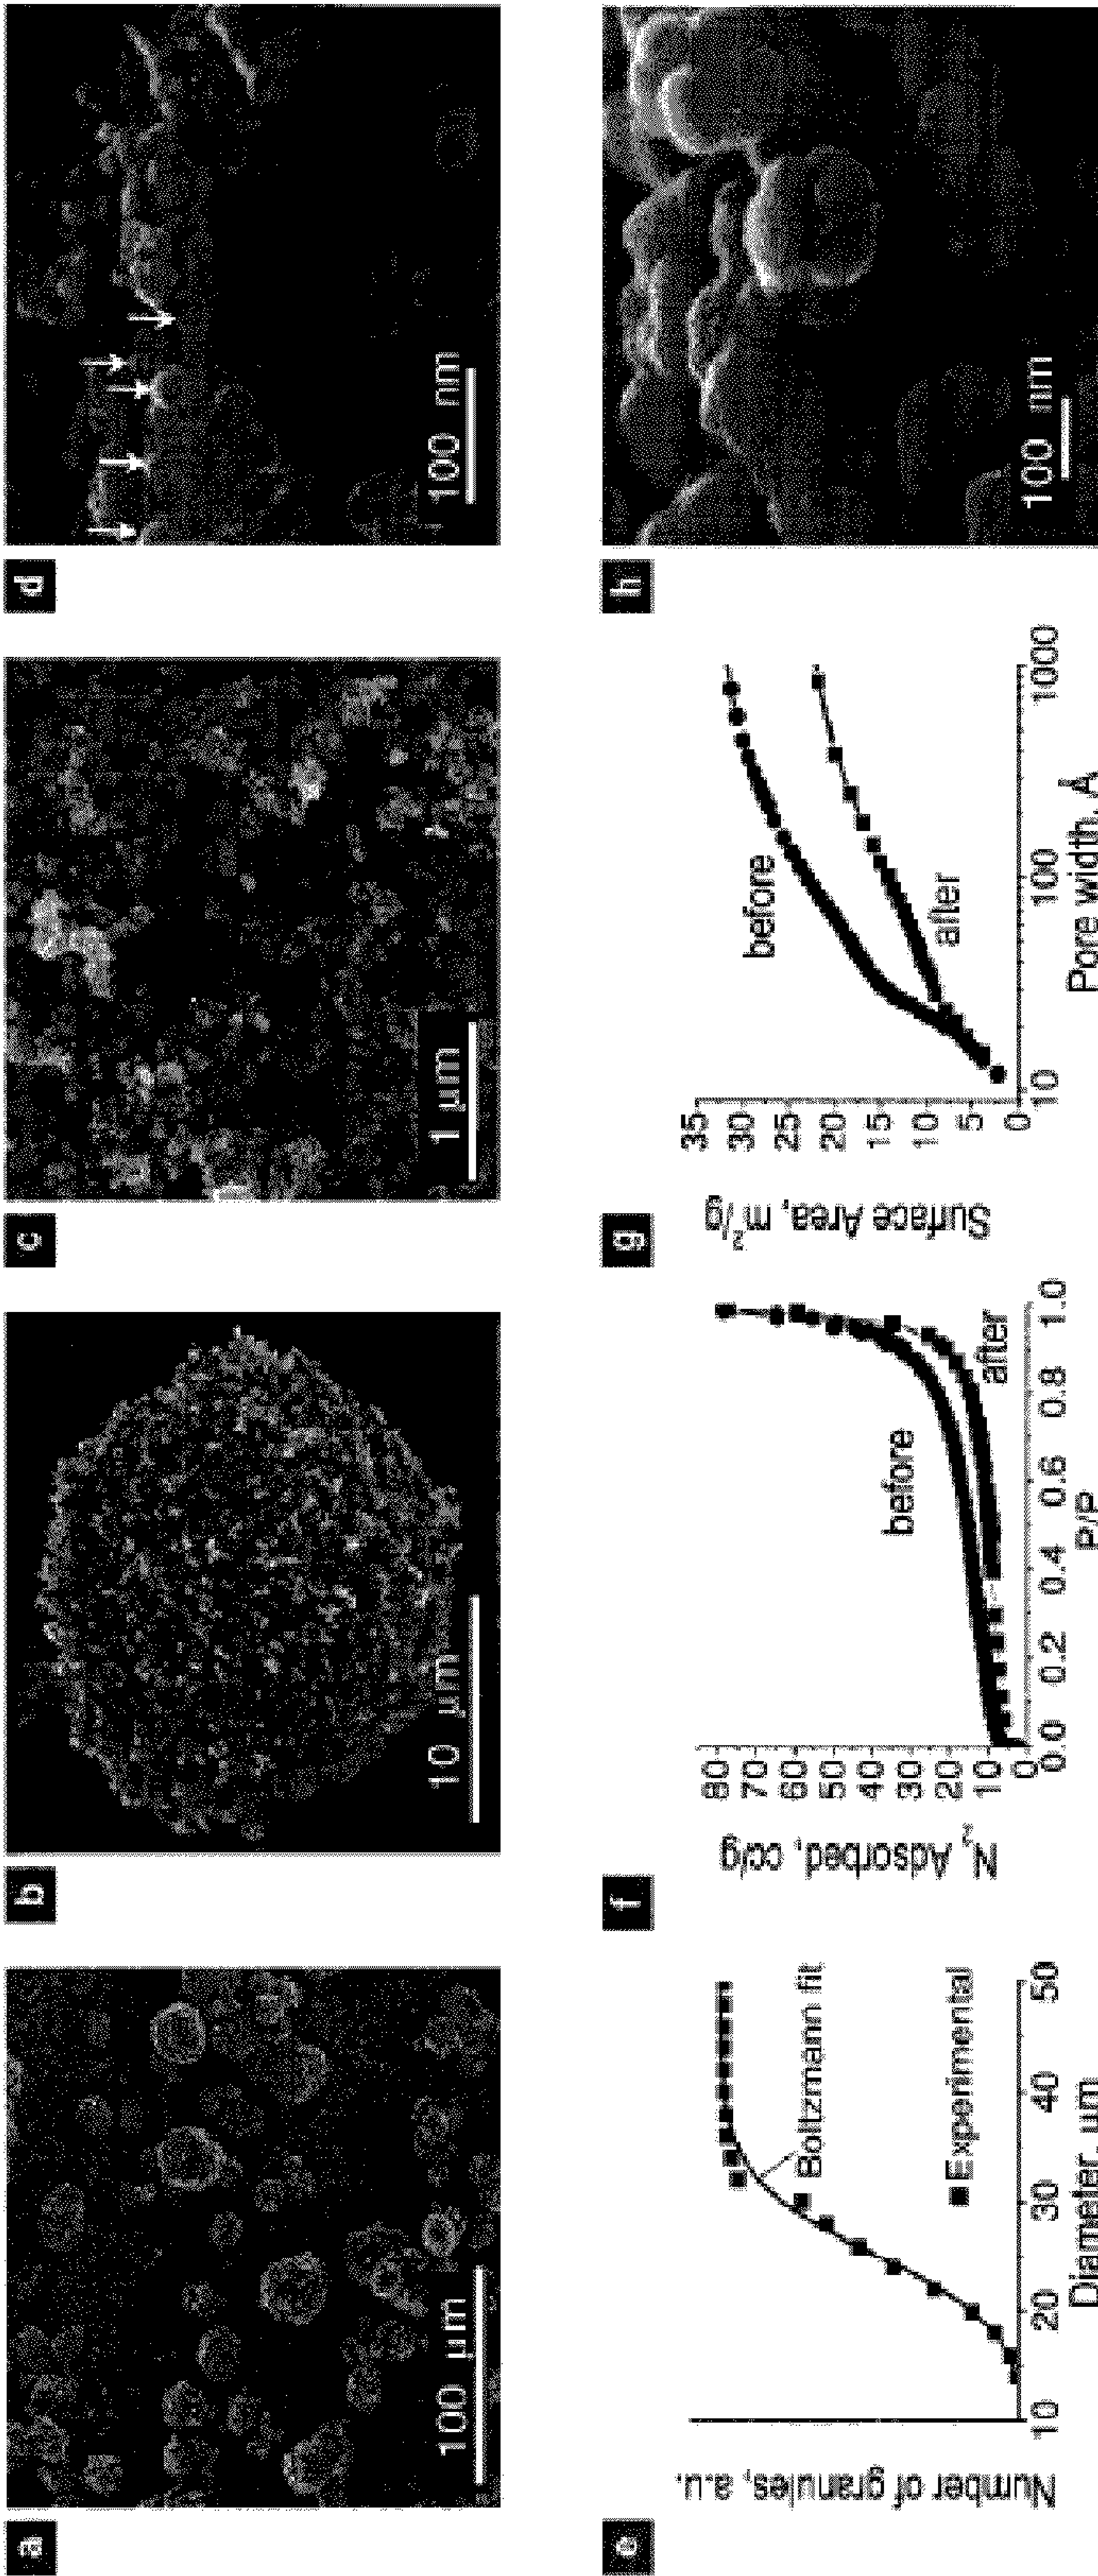 a
100 µm
b
10 µm
c
1 µm
d
100 nm
e
Number of granules, a.u.
Boltzmann fit
Experimental
10 20 30 40 50
Diameter, µm
f
N2 Adsorbed, cc/g
80
70
60
50
40
30
20
10
0
before
after
0.0 0.2 0.4 0.6 0.8 1.0
P/P
g
Surface Area, m²/g
35
30
25
20
15
10
5
0
before
after
10 100 1000
Pore width, Å
h
100 nm